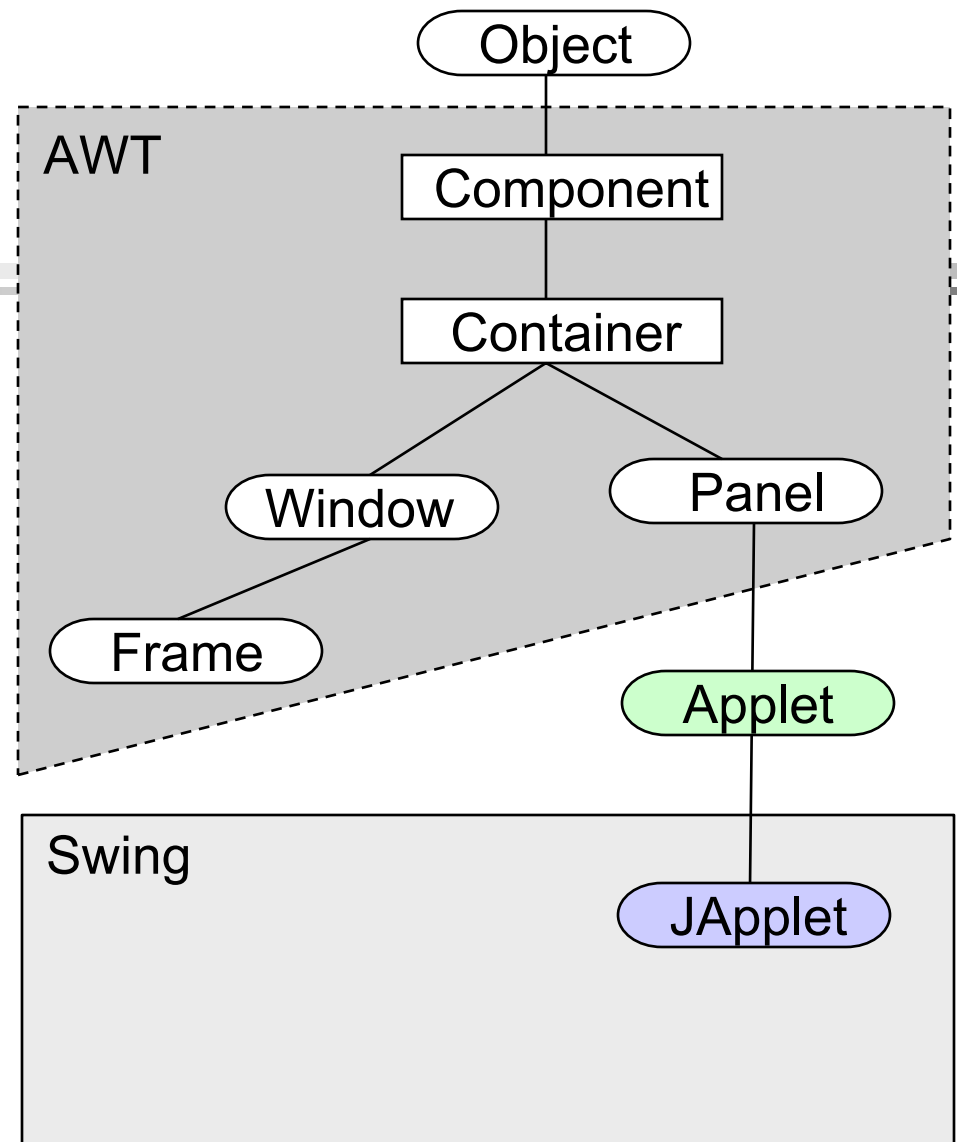 Object
AWT
Component
Container
Window
Panel
Frame
Applet
Swing
JApplet